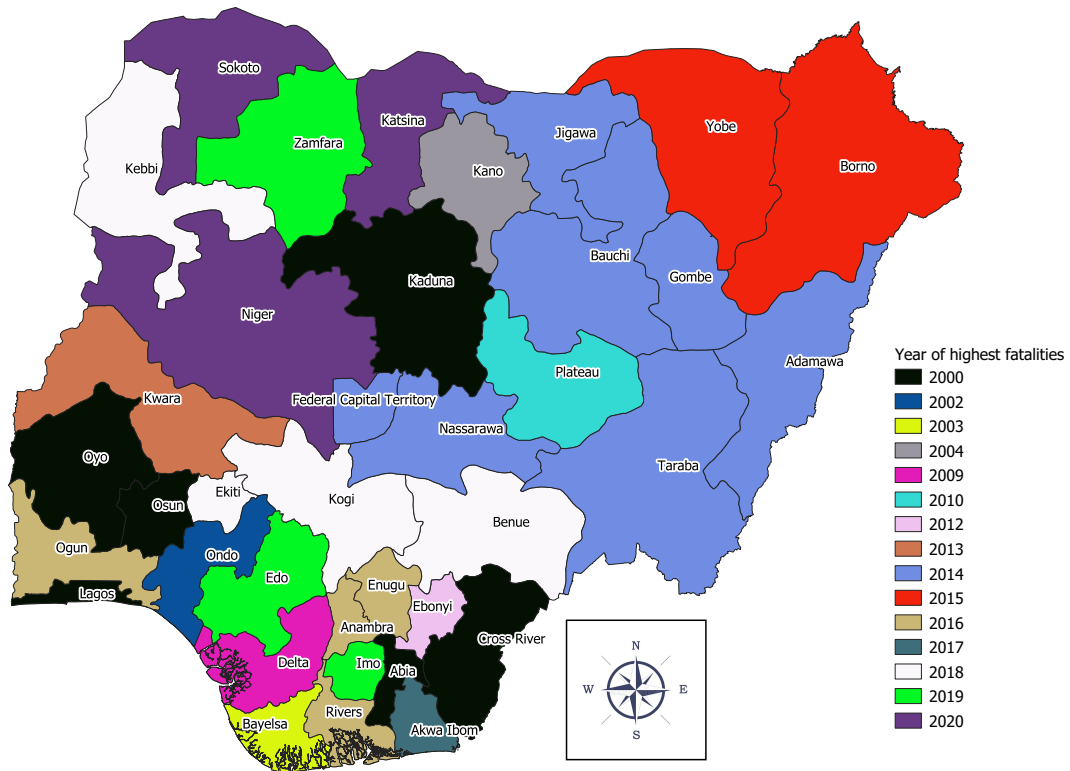 Sokoto
Katsina
Zamfara
Kebbi
Jigawa
Yobe
Borno
Kano
Bauchi
Gombe
Kaduna
Niger
Plateau
Adamawa
Kwara
Federal Capital Territory
Nassarawa
Taraba
Oyo
Osun
Ekiti
Kogi
Benue
Ogun
Ondo
Edo
Enugu
Lagos
Ebonyi
Anambra
Cross River
Delta
Imo
Abia
Bayelsa
Rivers
Akwa Ibom
Year of highest fatalities
2000
2002
2003
2004
2009
2010
2012
2013
2014
2015
2016
2017
2018
2019
2020
N
W E
S